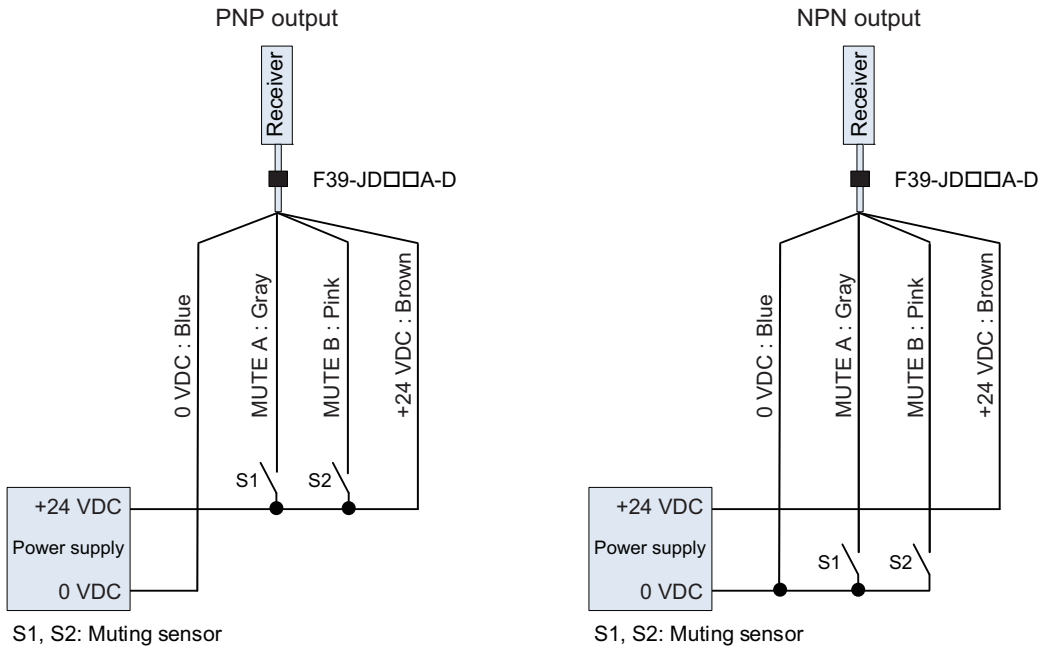 PNP output
Receiver
F39-JD□□A-D
0 VDC : Blue
MUTE A : Gray
MUTE B : Pink
+24 VDC : Brown
S1
S2
+24 VDC
Power supply
0 VDC
S1, S2: Muting sensor
NPN output
Receiver
F39-JD□□A-D
0 VDC : Blue
MUTE A : Gray
MUTE B : Pink
+24 VDC : Brown
+24 VDC
Power supply
S1
S2
0 VDC
S1, S2: Muting sensor